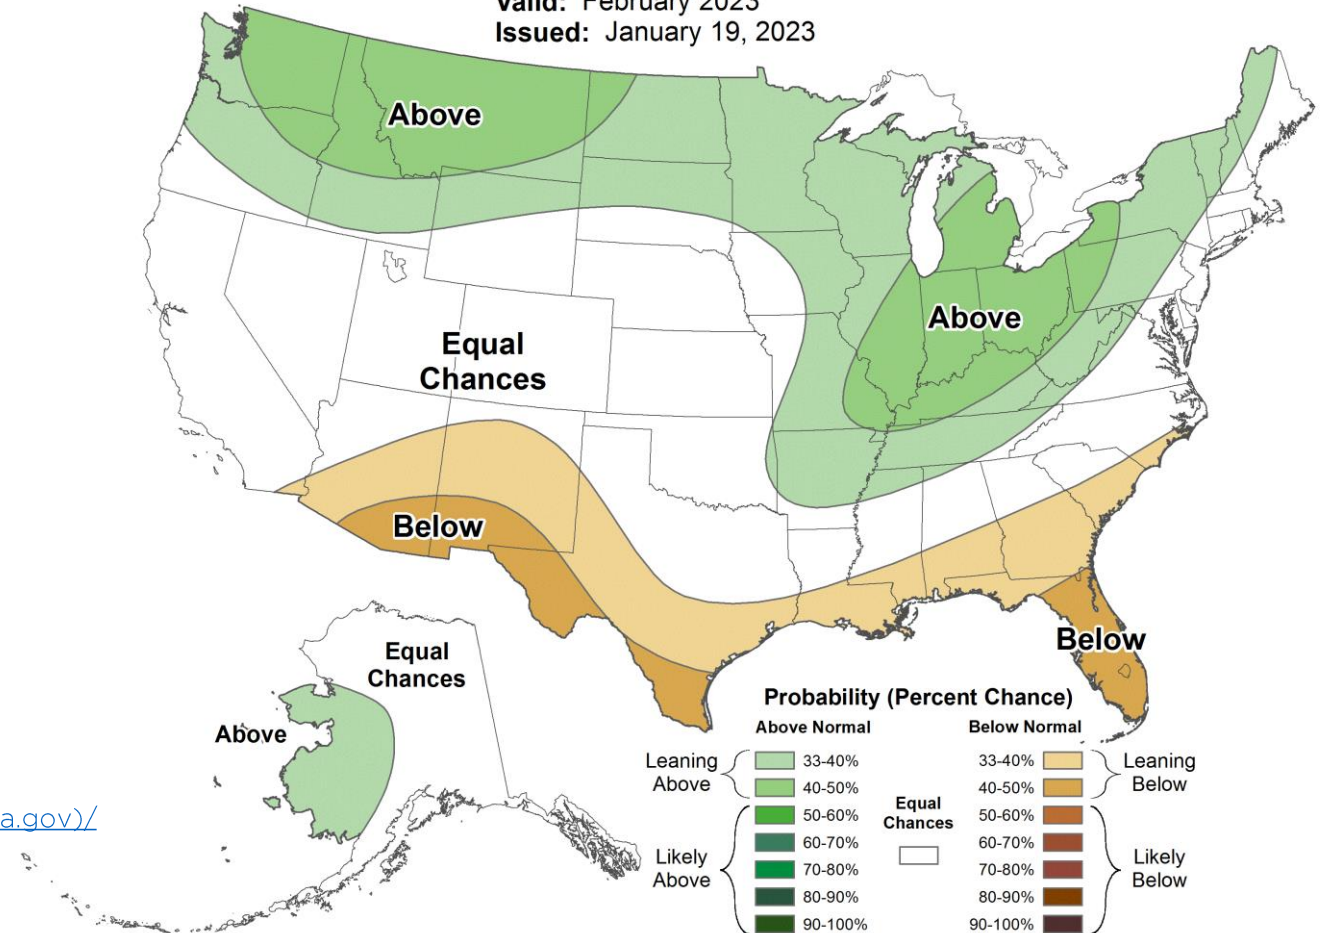 Valid: February 2023
Issued: January 19, 2023
Above
Above
Equal
Chances
Below
Below
Equal
Chances
Above
a.gov)/
Probability (Percent Chance)
Above Normal
Below Normal
Leaning
Above
33-40%
40-50%
50-60%
60-70%
70-80%
80-90%
90-100%
Likely
Above
Equal
Chances
33-40%
40-50%
50-60%
60-70%
70-80%
80-90%
90-100%
Leaning
Below
Likely
Below